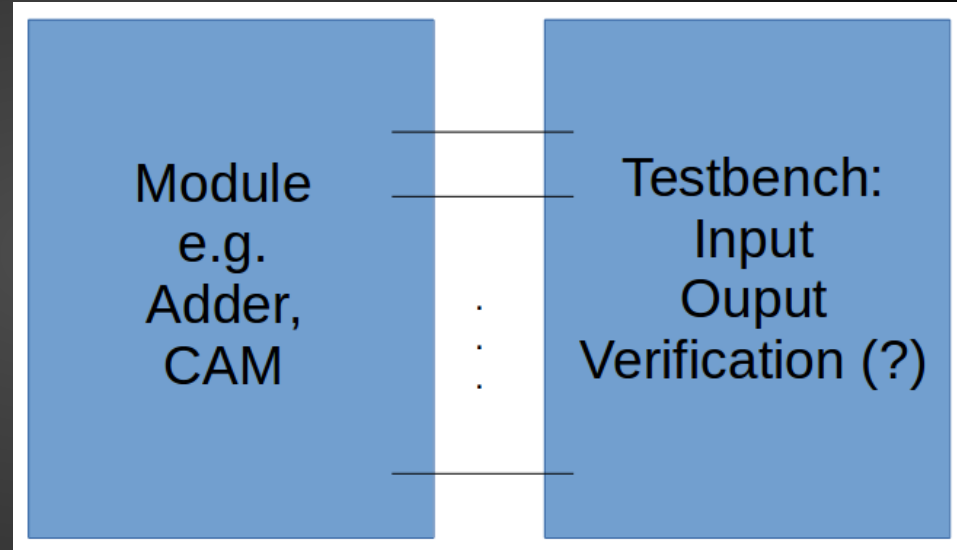 Module
e.g.
Adder,
CAM
Testbench:
Input
Ouput
Verification (?)